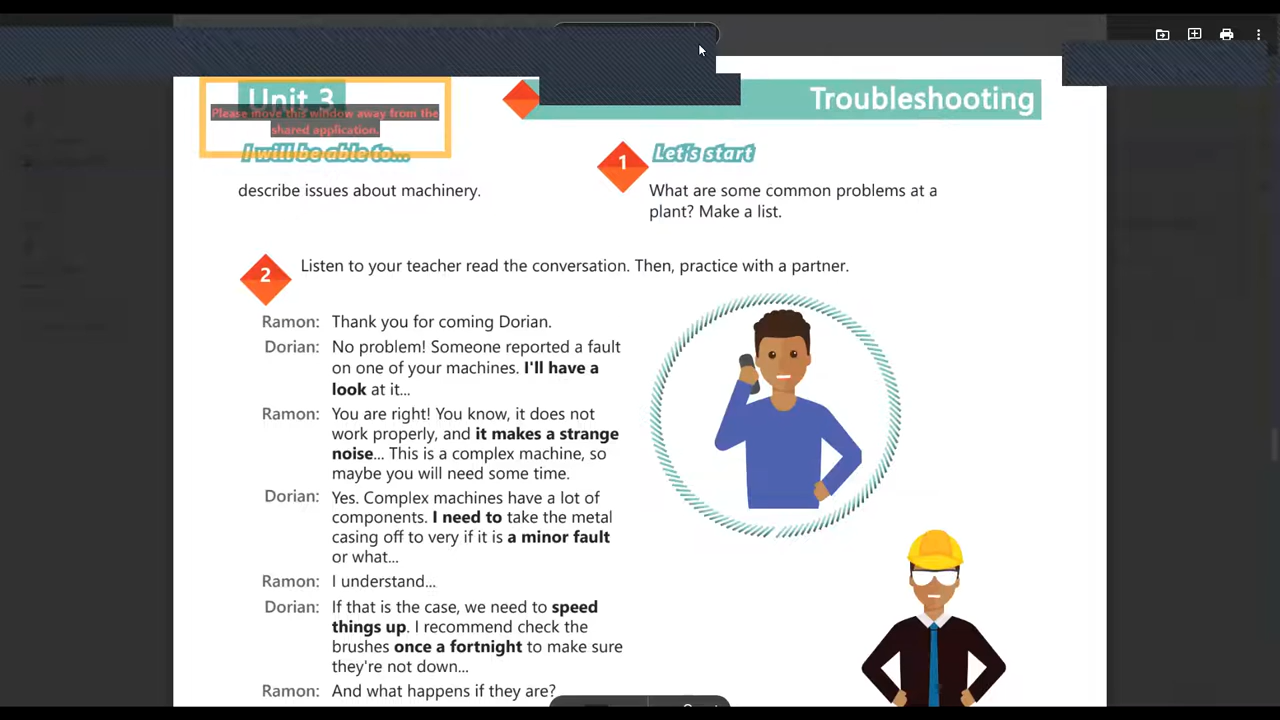 Unit 3
Please move this window away from the
shared application.
Troubleshooting
I will be able to...
describe issues about machinery.
1
Let's start
What are some common problems at a
plant? Make a list.
2
Listen to your teacher read the conversation. Then, practice with a partner.
Ramon: Thank you for coming Dorian.
Dorian: No problem! Someone reported a fault
on one of your machines. I'll have a
look at it...
Ramon: You are right! You know, it does not
work properly, and it makes a strange
noise... This is a complex machine, so
maybe you will need some time.
Dorian: Yes. Complex machines have a lot of
components. I need to take the metal
casing off to very if it is a minor fault
or what...
Ramon: I understand...
Dorian: If that is the case, we need to speed
things up. I recommend check the
brushes once a fortnight to make sure
they're not down...
Ramon: And what happens if they are?